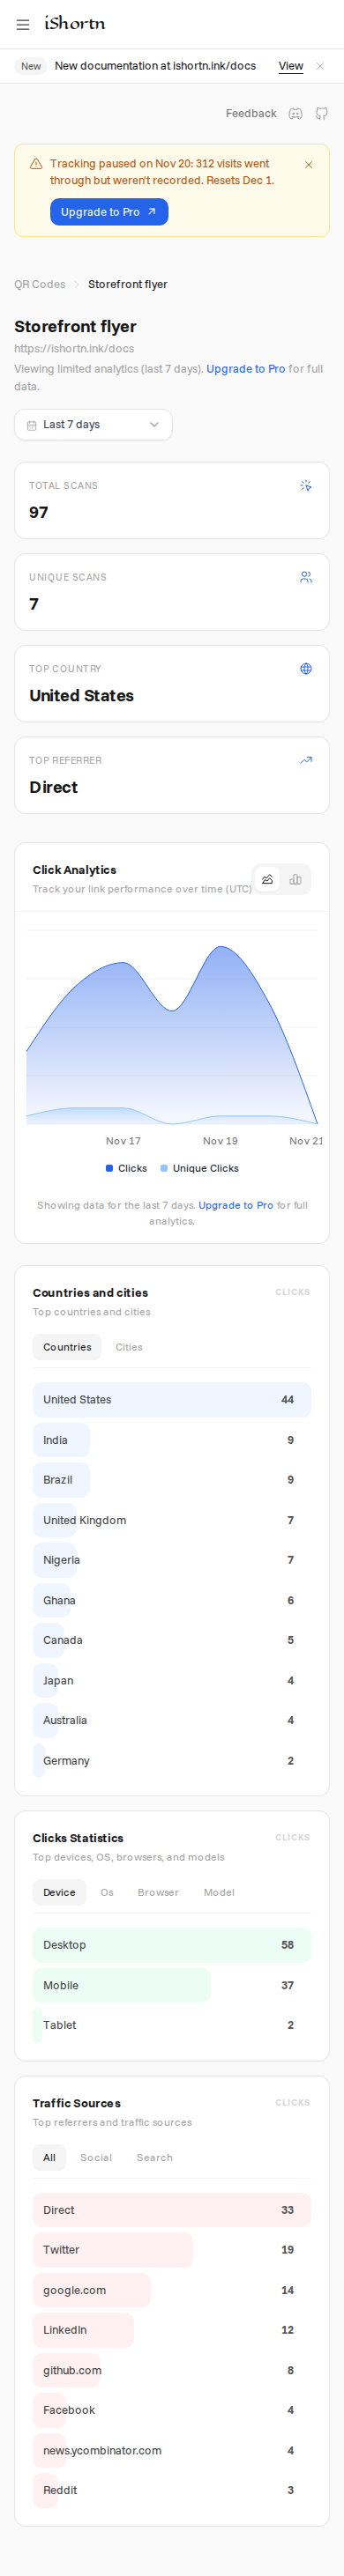 iShortn
New New documentation at ishortn.ink/docs View
Feedback
Tracking paused on Nov 20: 312 visits went
through but weren't recorded. Resets Dec 1.
Upgrade to Pro
QR Codes Storefront flyer
Storefront flyer
https://ishortn.ink/docs
Viewing limited analytics (last 7 days). Upgrade to Pro for full
data.
Last 7 days
TOTAL SCANS
97
UNIQUE SCANS
7
TOP COUNTRY
United States
TOP REFERRER
Direct
Click Analytics
Track your link performance over time (UTC)
Nov 17 Nov 19 Nov 21
Clicks Unique Clicks
Showing data for the last 7 days. Upgrade to Pro for full
analytics.
Countries and cities CLICKS
Top countries and cities
Countries Cities
United States 44
India 9
Brazil 9
United Kingdom 7
Nigeria 7
Ghana 6
Canada 5
Japan 4
Australia 4
Germany 2
Clicks Statistics CLICKS
Top devices, OS, browsers, and models
Device Os Browser Model
Desktop 58
Mobile 37
Tablet 2
Traffic Sources CLICKS
Top referrers and traffic sources
All Social Search
Direct 33
Twitter 19
google.com 14
LinkedIn 12
github.com 8
Facebook 4
news.ycombinator.com 4
Reddit 3